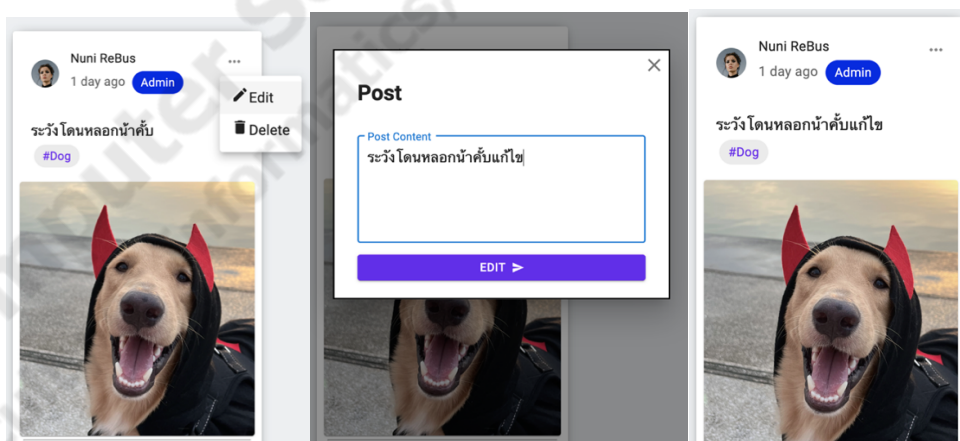 Nuni ReBus
1 day ago Admin
Edit
Delete
ระวังโดนหลอกน้าคั้บ
#Dog
Post
Post Content
ระวังโดนหลอกน้าคั้บแก้ไข
EDIT
Nuni ReBus
1 day ago Admin
ระวังโดนหลอกน้าคั้บแก้ไข
#Dog